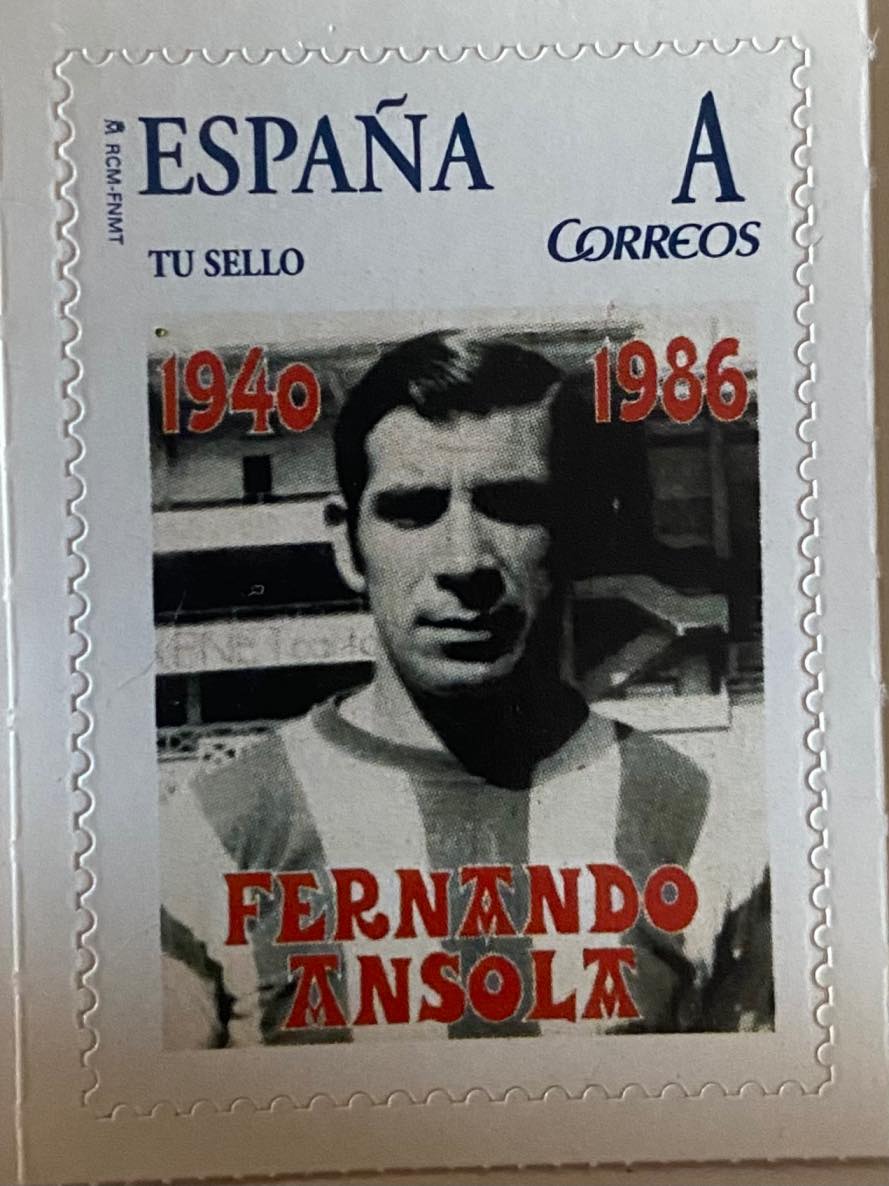 ESPAÑA A
RCM-FNMT
TU SELLO CORREOS
1940 1986
FERNANDO
ANSOLA